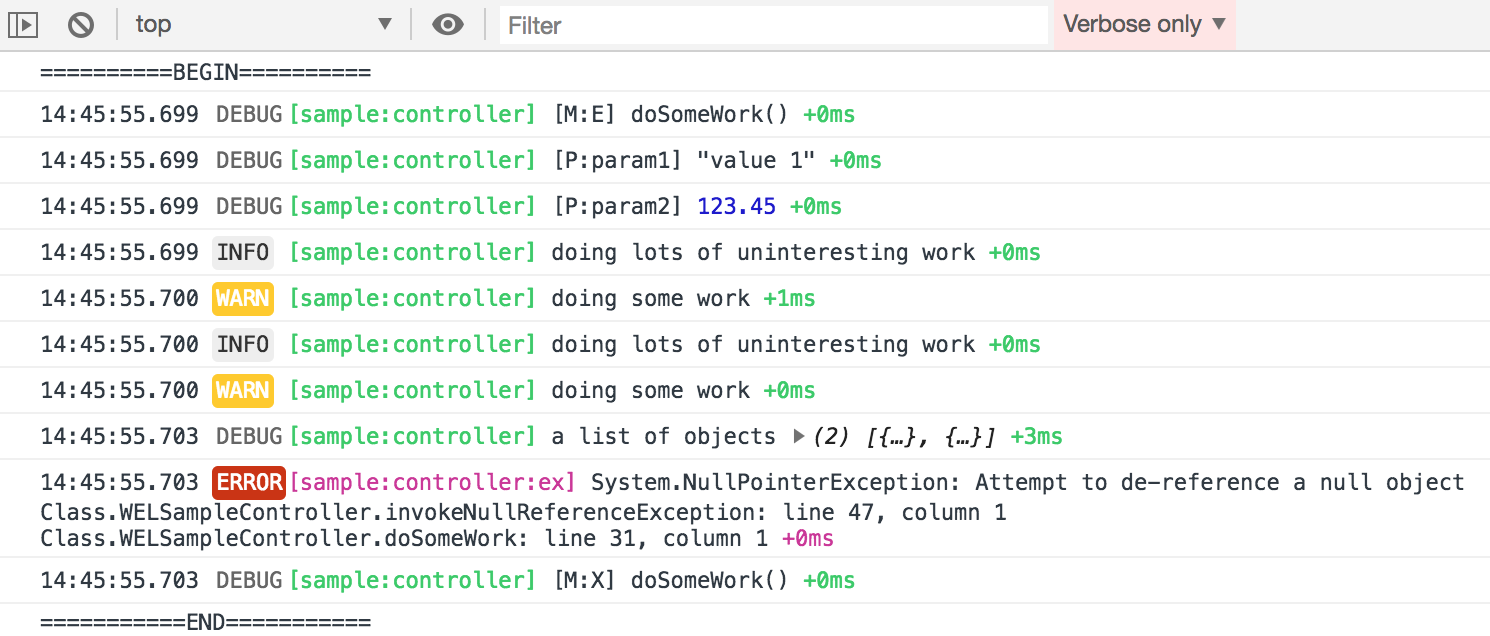 top Filter Verbose only
==========BEGIN==========
14:45:55.699 DEBUG [sample:controller] [M:E] doSomeWork() +0ms
14:45:55.699 DEBUG [sample:controller] [P:param1] "value 1" +0ms
14:45:55.699 DEBUG [sample:controller] [P:param2] 123.45 +0ms
14:45:55.699 INFO [sample:controller] doing lots of uninteresting work +0ms
14:45:55.700 WARN [sample:controller] doing some work +1ms
14:45:55.700 INFO [sample:controller] doing lots of uninteresting work +0ms
14:45:55.700 WARN [sample:controller] doing some work +0ms
14:45:55.703 DEBUG [sample:controller] a list of objects ▶(2) [{…}, {…}] +3ms
14:45:55.703 ERROR [sample:controller:ex] System.NullPointerException: Attempt to de-reference a null object
Class.WELSampleController.invokeNullReferenceException: line 47, column 1
Class.WELSampleController.doSomeWork: line 31, column 1 +0ms
14:45:55.703 DEBUG [sample:controller] [M:X] doSomeWork() +0ms
===========END===========